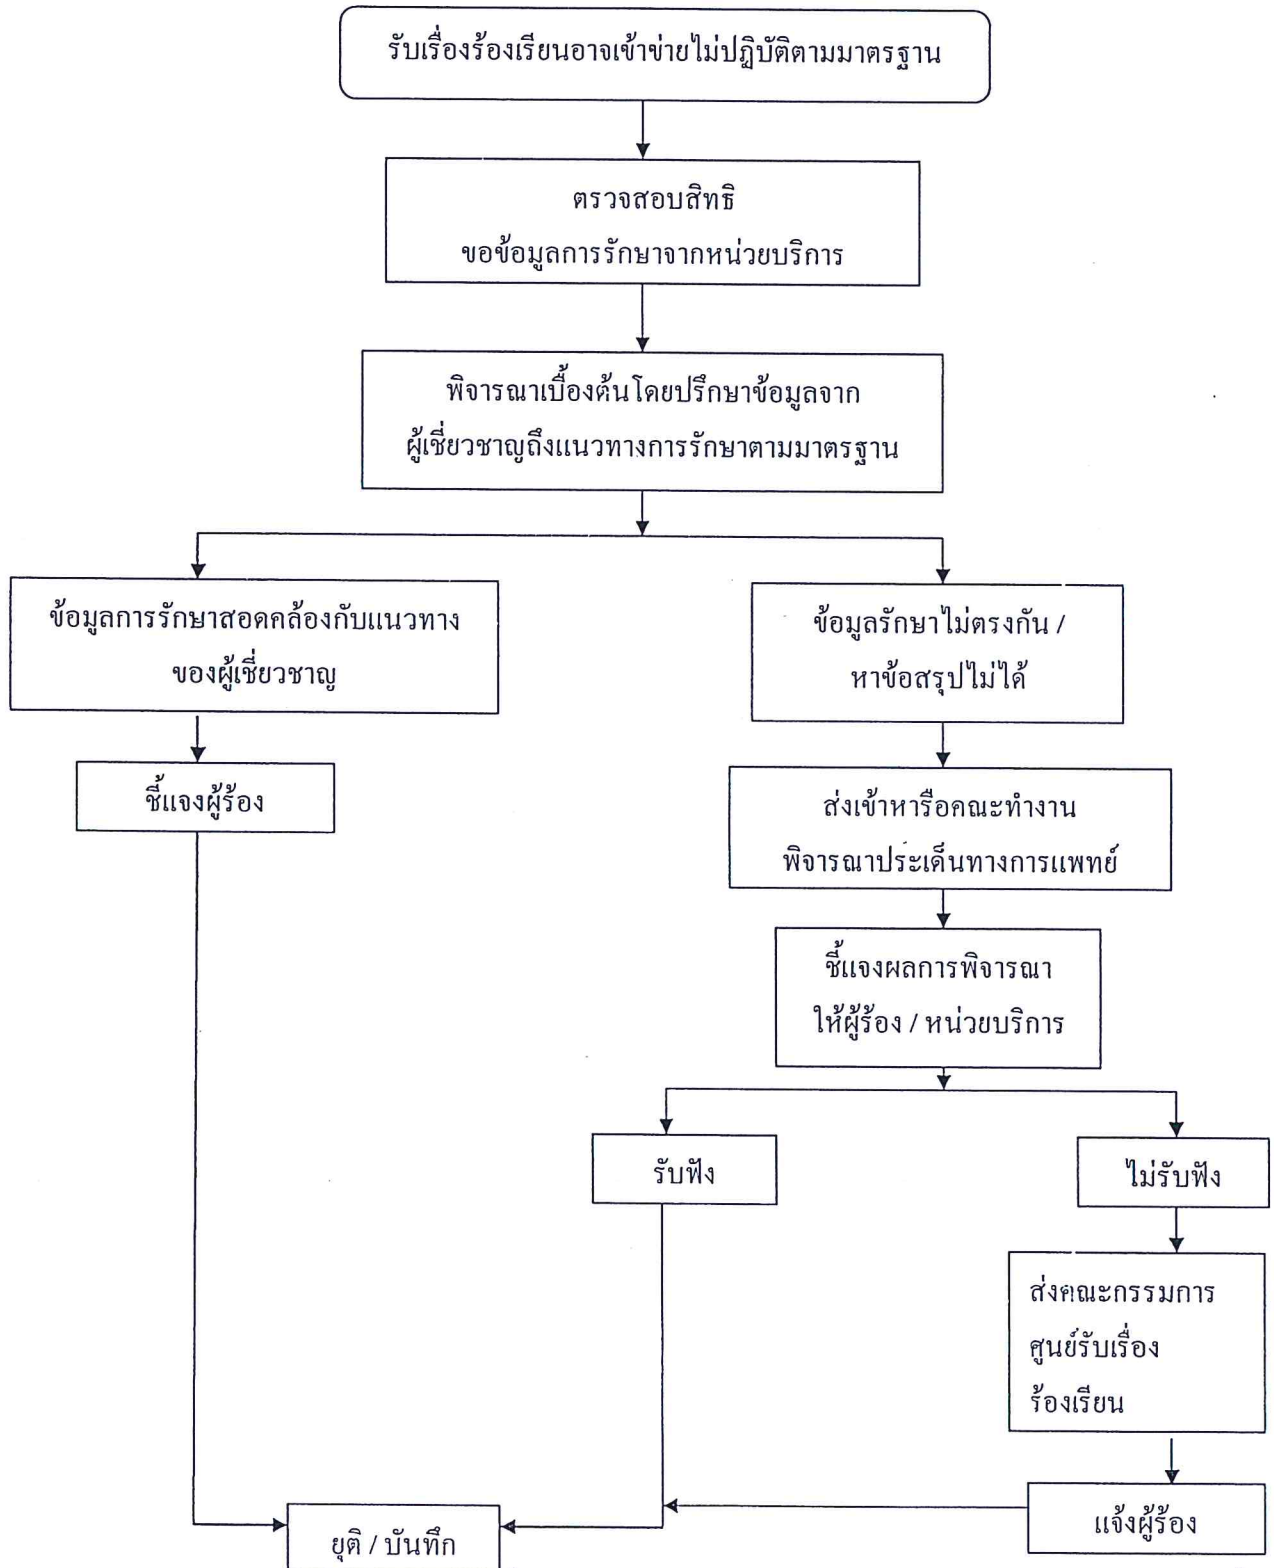 รับเรื่องร้องเรียนอาจเข้าข่ายไม่ปฏิบัติตามมาตรฐาน
ตรวจสอบสิทธิ
ขอข้อมูลการรักษาจากหน่วยบริการ
พิจารณาเบื้องต้นโดยปรึกษาข้อมูลจาก
ผู้เชี่ยวชาญถึงแนวทางการรักษาตามมาตรฐาน
ข้อมูลการรักษาสอดคล้องกับแนวทาง
ของผู้เชี่ยวชาญ
ชี้แจงผู้ร้อง
ข้อมูลรักษาไม่ตรงกัน /
หาข้อสรุปไม่ได้
ส่งเข้าหารือคณะทำงาน
พิจารณาประเด็นทางการแพทย์
ชี้แจงผลการพิจารณา
ให้ผู้ร้อง / หน่วยบริการ
รับฟัง
ไม่รับฟัง
ส่งคณะกรรมการ
ศูนย์รับเรื่อง
ร้องเรียน
แจ้งผู้ร้อง
ยุติ / บันทึก